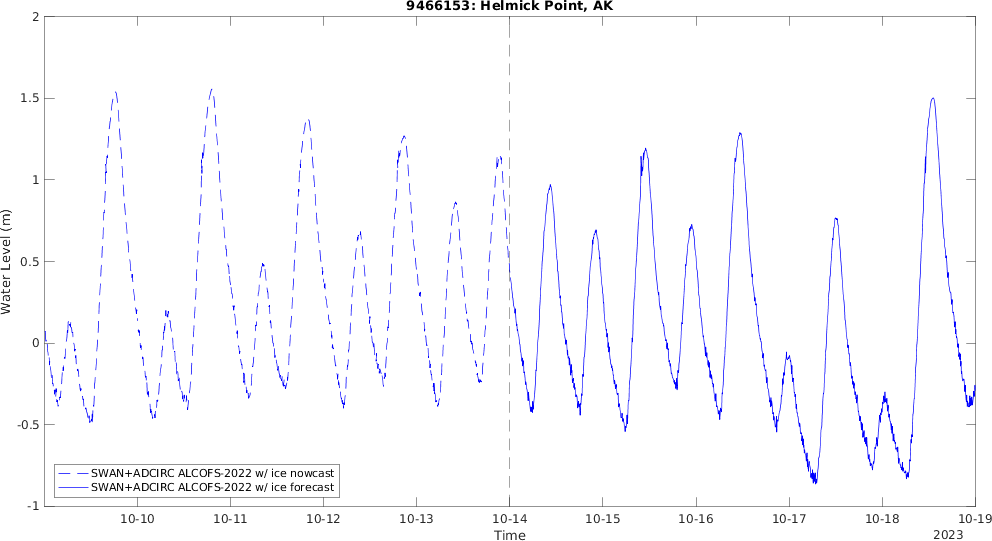 9466153: Helmick Point, AK
2
1.5
1
0.5
0
-0.5
-1
Water Level (m)
SWAN+ADCIRC ALCOFS-2022 w/ ice nowcast
SWAN+ADCIRC ALCOFS-2022 w/ ice forecast
10-10 10-11 10-12 10-13 10-14 10-15 10-16 10-17 10-18 10-19
Time
2023